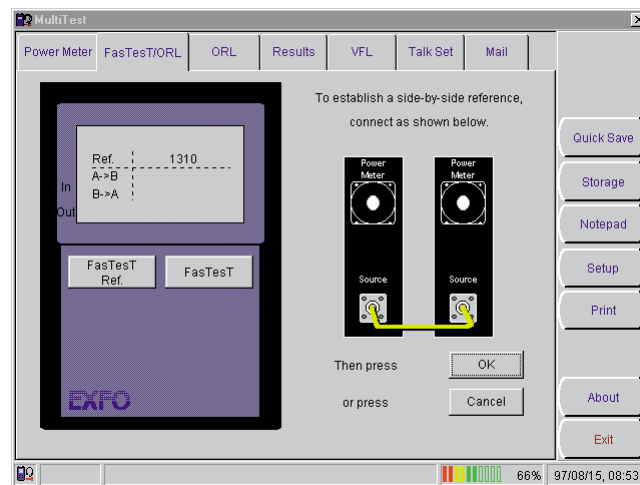 MultiTest
Power Meter
FasTesT/ORL
ORL
Results
VFL
Talk Set
Mail
To establish a side-by-side reference,
connect as shown below.
Ref. 1310
A->B
B->A
In
Out
FasTesT
Ref.
FasTesT
EXFO
Power
Meter
Power
Meter
Source
Source
Then press
OK
or press
Cancel
Quick Save
Storage
Notepad
Setup
Print
About
Exit
66%
97/08/15, 08:53